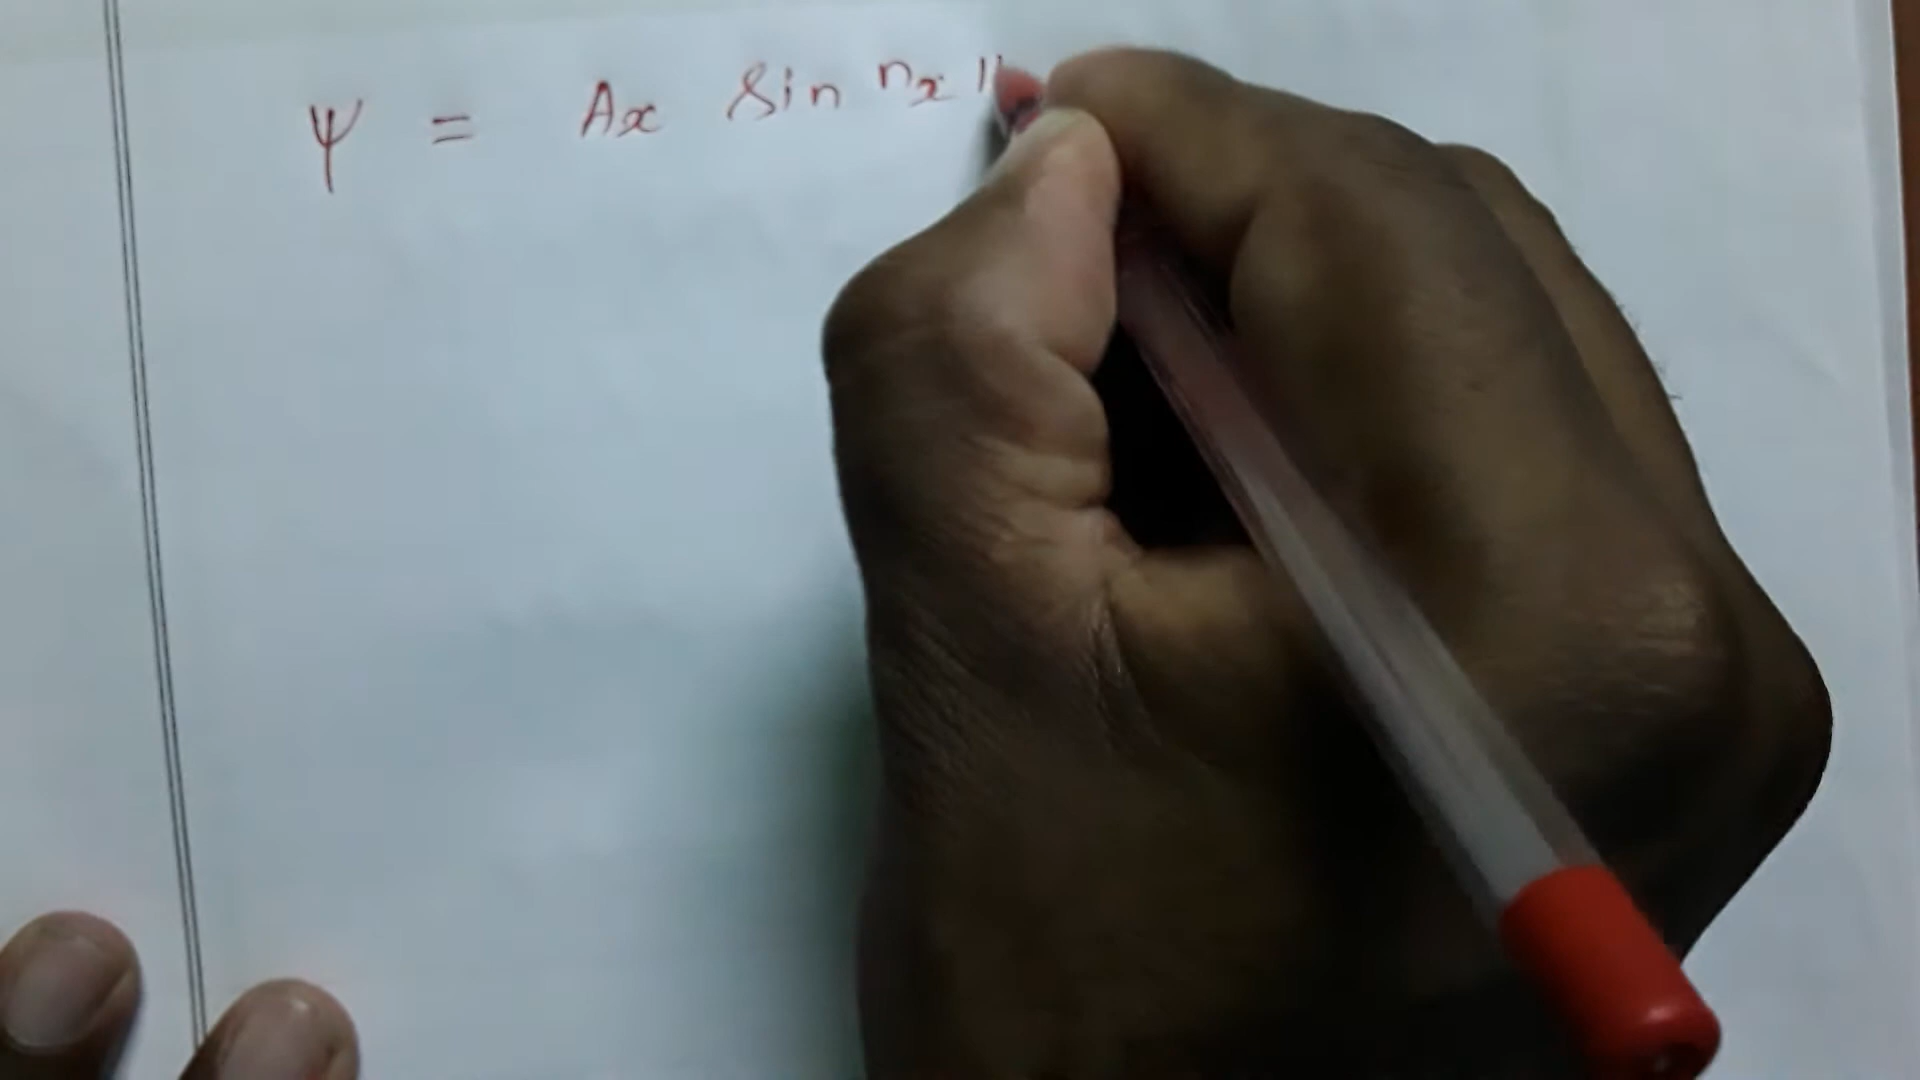 ψ = Ax Sin nx